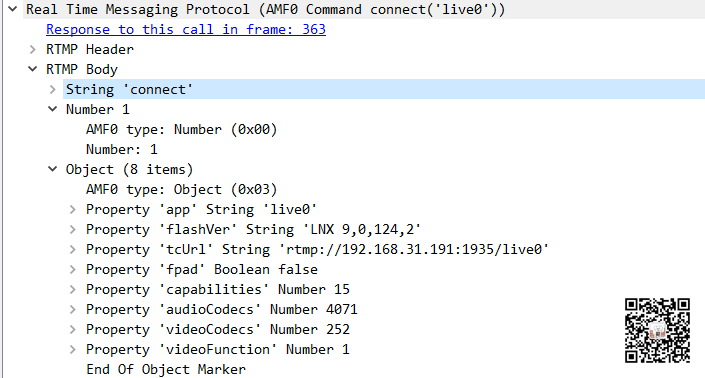 Real Time Messaging Protocol (AMF0 Command connect('live0'))
Response to this call in frame: 363
RTMP Header
RTMP Body
String 'connect'
Number 1
AMF0 type: Number (0x00)
Number: 1
Object (8 items)
AMF0 type: Object (0x03)
Property 'app' String 'live0'
Property 'flashVer' String 'LNX 9,0,124,2'
Property 'tcUrl' String 'rtmp://192.168.31.191:1935/live0'
Property 'fpad' Boolean false
Property 'capabilities' Number 15
Property 'audioCodecs' Number 4071
Property 'videoCodecs' Number 252
Property 'videoFunction' Number 1
End Of Object Marker